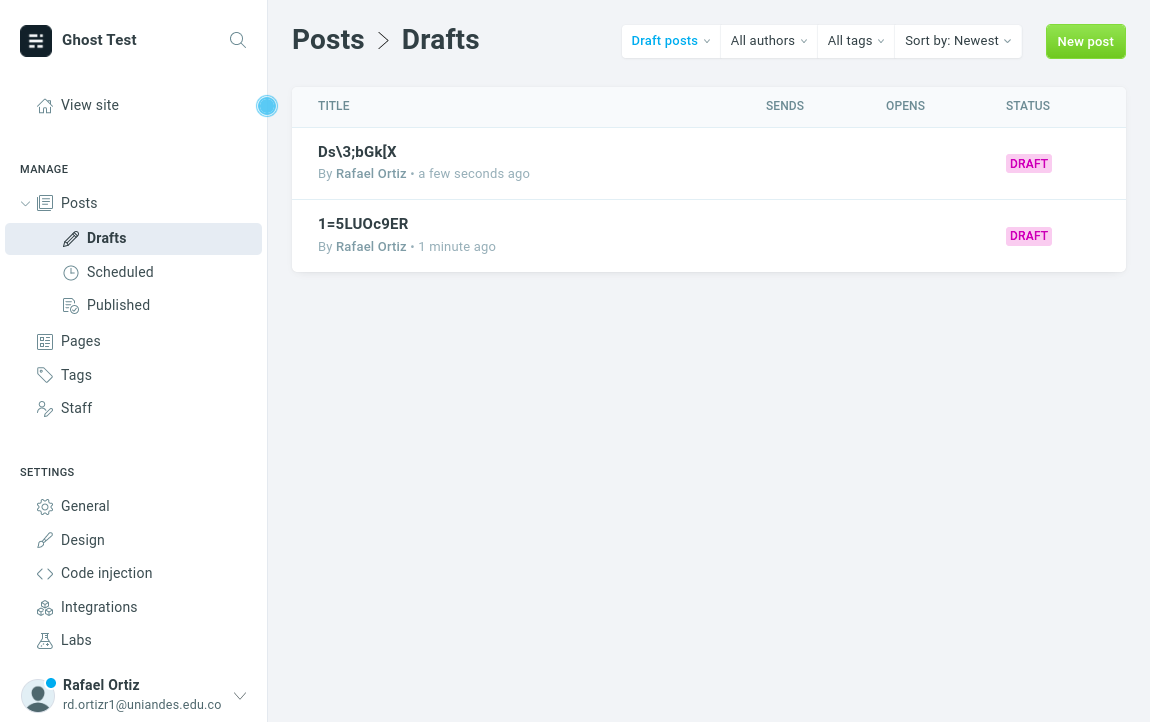 Ghost Test
View site
MANAGE
Posts
Drafts
Scheduled
Published
Pages
Tags
Staff
SETTINGS
General
Design
Code injection
Integrations
Labs
Rafael Ortiz
rd.ortizr1@uniandes.edu.co
Posts > Drafts
Draft posts All authors All tags Sort by: Newest New post
TITLE SENDS OPENS STATUS
Ds\3;bGk[X
By Rafael Ortiz • a few seconds ago
DRAFT
1=5LUOc9ER
By Rafael Ortiz • 1 minute ago
DRAFT